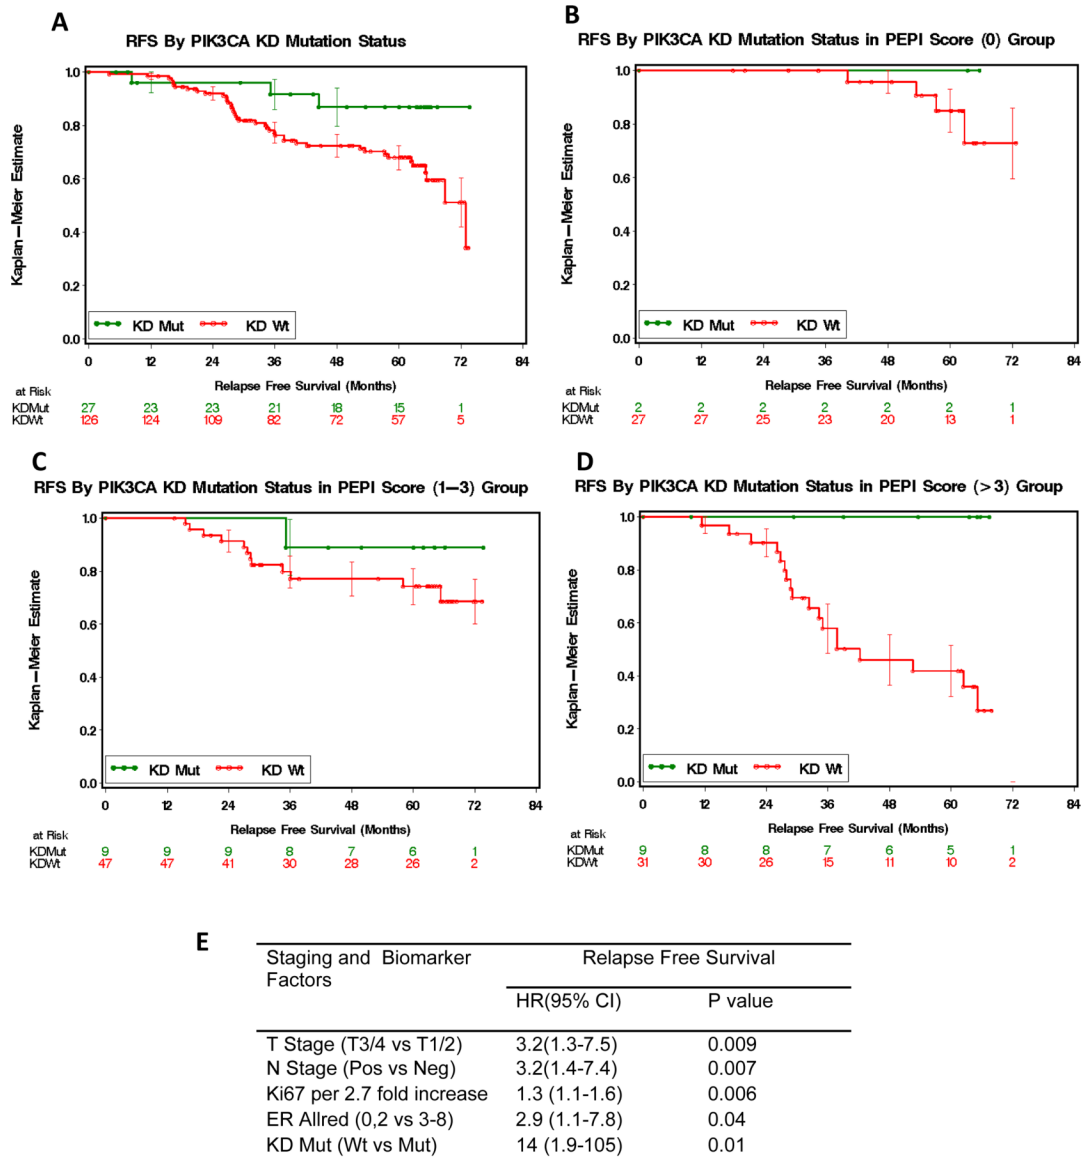 A
RFS By PIK3CA KD Mutation Status
Kaplan–Meier Estimate
1.0
0.8
0.6
0.4
0.2
0.0
KD Mut KD Wt
0 12 24 36 48 60 72 84
Relapse Free Survival (Months)
at Risk
KDMut 27 23 23 21 18 15 1
KDWt 126 124 109 82 72 57 5
B
RFS By PIK3CA KD Mutation Status in PEPI Score (0) Group
Kaplan–Meier Estimate
1.0
0.8
0.6
0.4
0.2
0.0
KD Mut KD Wt
0 12 24 36 48 60 72 84
Relapse Free Survival (Months)
at Risk
KDMut 2 2 2 2 2 2 1
KDWt 27 27 25 23 20 13 1
C
RFS By PIK3CA KD Mutation Status in PEPI Score (1–3) Group
Kaplan–Meier Estimate
1.0
0.8
0.6
0.4
0.2
0.0
KD Mut KD Wt
0 12 24 36 48 60 72 84
Relapse Free Survival (Months)
at Risk
KDMut 9 9 9 8 7 6 1
KDWt 47 47 41 30 28 26 2
D
RFS By PIK3CA KD Mutation Status in PEPI Score (>3) Group
Kaplan–Meier Estimate
1.0
0.8
0.6
0.4
0.2
0.0
KD Mut KD Wt
0 12 24 36 48 60 72 84
Relapse Free Survival (Months)
at Risk
KDMut 9 8 8 7 6 5 1
KDWt 31 30 26 15 11 10 2
E
Staging and Biomarker Factors Relapse Free Survival
HR(95% CI) P value
T Stage (T3/4 vs T1/2) 3.2(1.3-7.5) 0.009
N Stage (Pos vs Neg) 3.2(1.4-7.4) 0.007
Ki67 per 2.7 fold increase 1.3 (1.1-1.6) 0.006
ER Allred (0,2 vs 3-8) 2.9 (1.1-7.8) 0.04
KD Mut (Wt vs Mut) 14 (1.9-105) 0.01